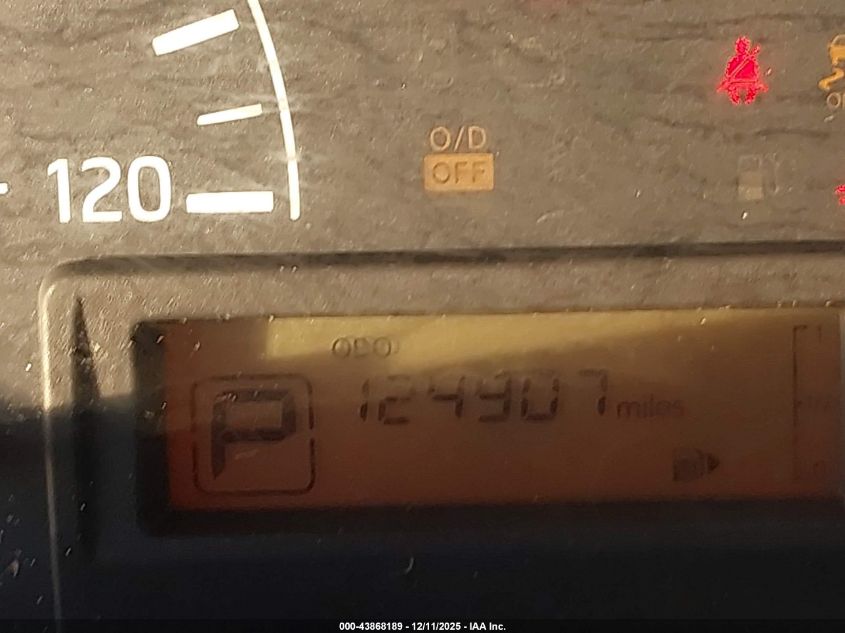 120
O/D
OFF
ODO
P
124907 miles
000-43868189 - 12/11/2025 - IAA Inc.